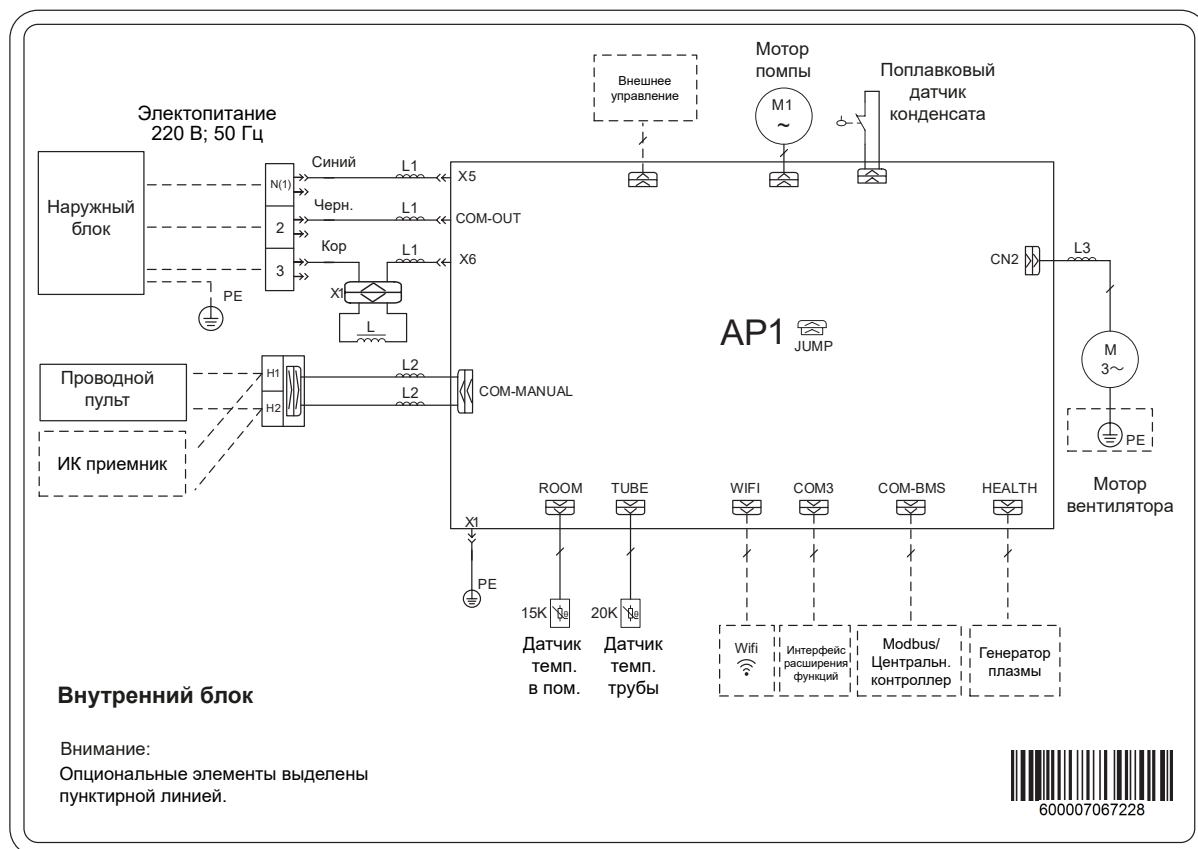 Электопитание
220 В; 50 Гц
Наружный
блок
N(1)
2
3
Синий
Черн.
Кор
L1
L1
L1
X5
COM-OUT
X6
X1
L
PE
Внешнее
управление
Мотор
помпы
M1
~
Поплавковый
датчик
конденсата
CN2
L3
M
3~
PE
Мотор
вентилятора
AP1
JUMP
Проводной
пульт
ИК приемник
H1
H2
L2
L2
COM-MANUAL
X1
PE
ROOM
TUBE
WIFI
COM3
COM-BMS
HEALTH
15K
20K
Датчик
темп.
в пом.
Датчик
темп.
трубы
Wifi
Интерфейс
расширения
функций
Modbus/
Центральн.
контроллер
Генератор
плазмы
Внутренний блок
Внимание:
Опциональные элементы выделены
пунктирной линией.
600007067228